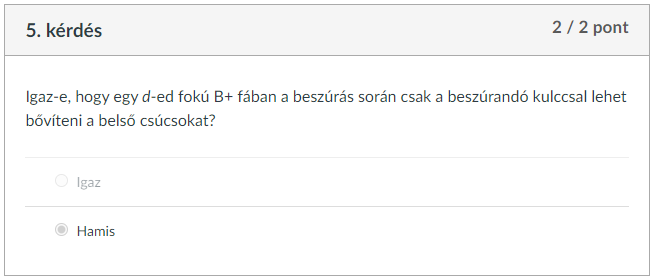 5. kérdés
2 / 2 pont
Igaz-e, hogy egy d-ed fokú B+ fában a beszúrás során csak a beszúrandó kulccsal lehet
bővíteni a belső csúcsokat?
Igaz
Hamis